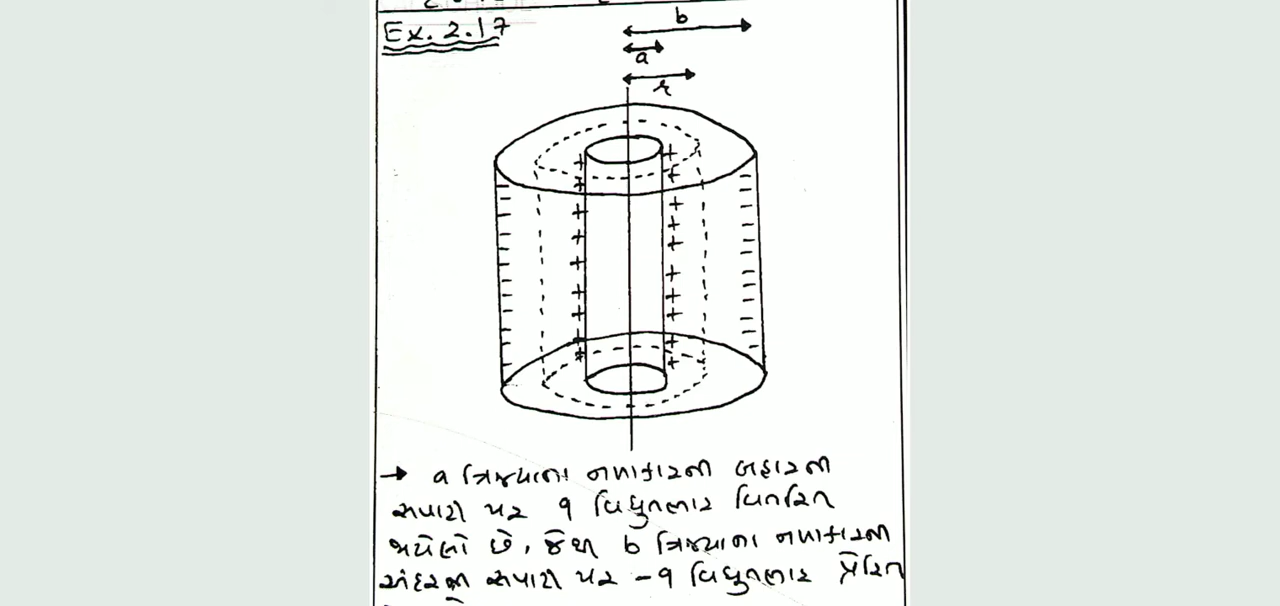 Ex. 2.17
b
a
r
→ a ત્રિજ્યાના નળાકારની બહારની
સપાટી પર q વિદ્યુતભાર વિતરિત
થયેલો છે, જેથી b ત્રિજ્યાના નળાકારની
અંદરની સપાટી પર -q વિદ્યુતભાર પ્રેરિત